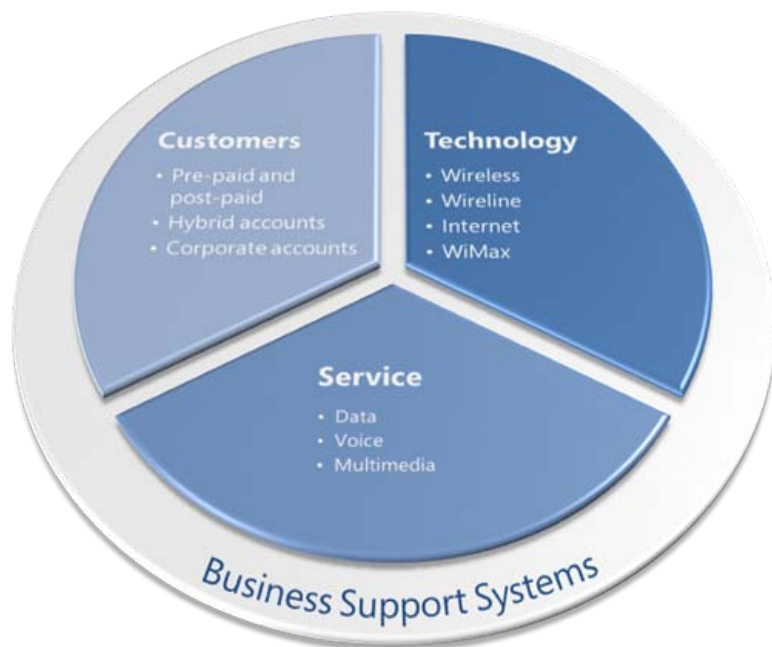 Customers
• Pre-paid and
post-paid
• Hybrid accounts
• Corporate accounts
Technology
• Wireless
• Wireline
• Internet
• WiMax
Service
• Data
• Voice
• Multimedia
Business Support Systems